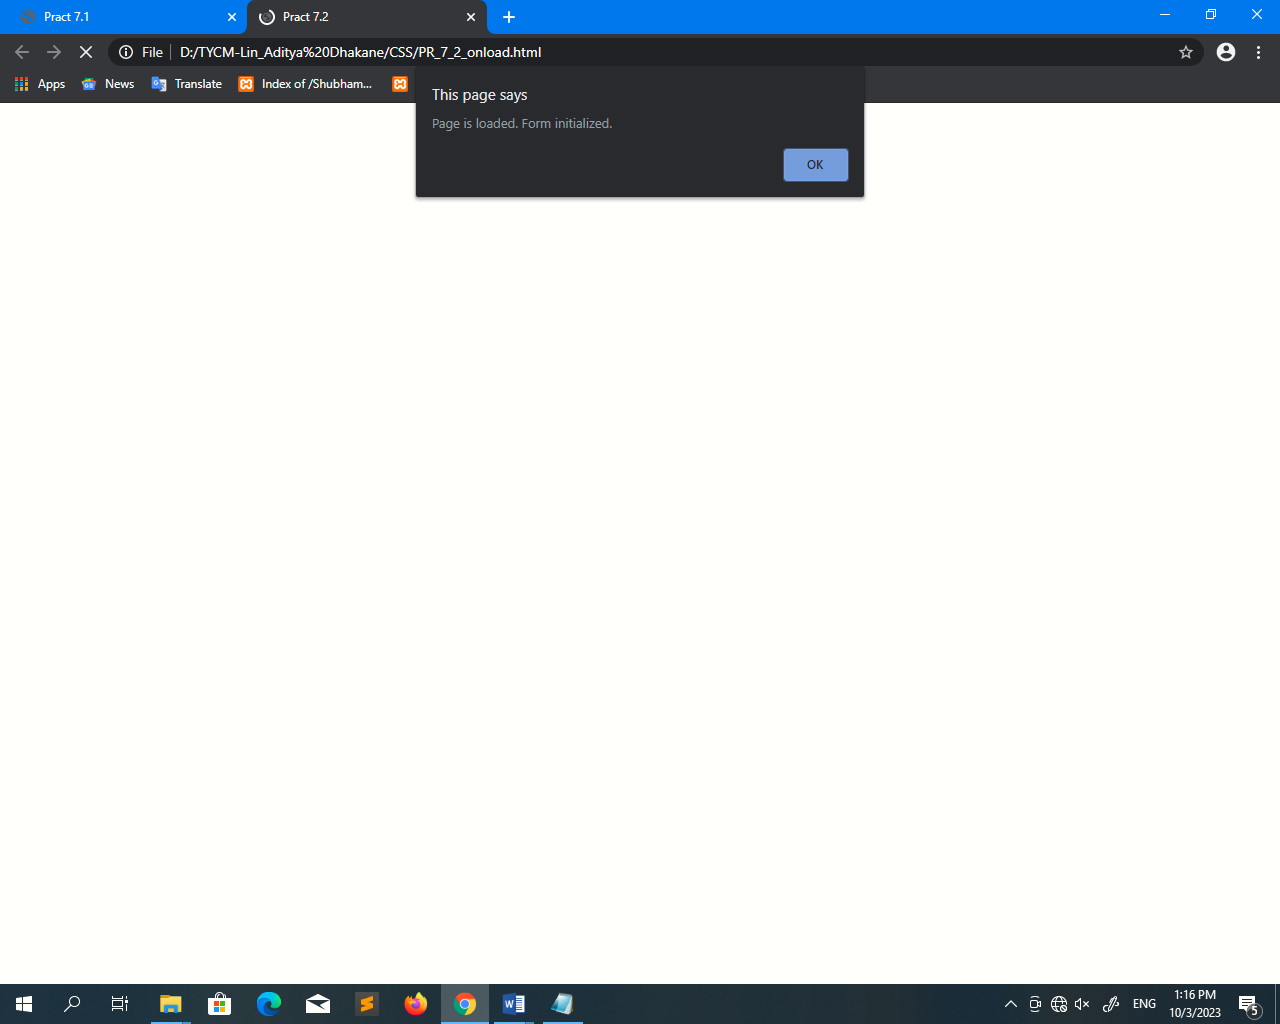 Pract 7.1
Pract 7.2
File D:/TYCM-Lin_Aditya%20Dhakane/CSS/PR_7_2_onload.html
Apps News Translate Index of /Shubham...
This page says
Page is loaded. Form initialized.
OK
ENG
1:16 PM
10/3/2023
5